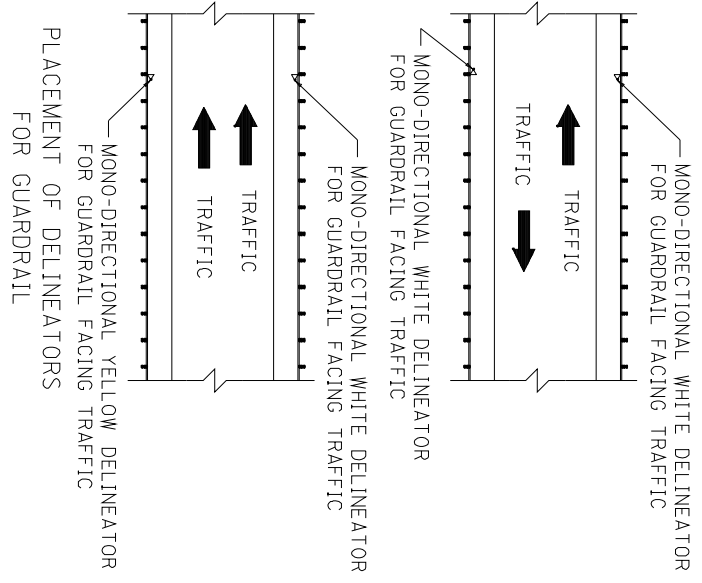 MONO-DIRECTIONAL WHITE DELINEATOR
FOR GUARDRAIL FACING TRAFFIC
TRAFFIC
TRAFFIC
MONO-DIRECTIONAL WHITE DELINEATOR
FOR GUARDRAIL FACING TRAFFIC
MONO-DIRECTIONAL WHITE DELINEATOR
FOR GUARDRAIL FACING TRAFFIC
TRAFFIC
TRAFFIC
MONO-DIRECTIONAL YELLOW DELINEATOR
FOR GUARDRAIL FACING TRAFFIC
PLACEMENT OF DELINEATORS
FOR GUARDRAIL